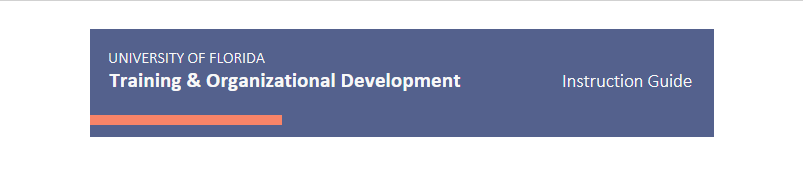 UNIVERSITY OF FLORIDA
Training & Organizational Development
Instruction Guide